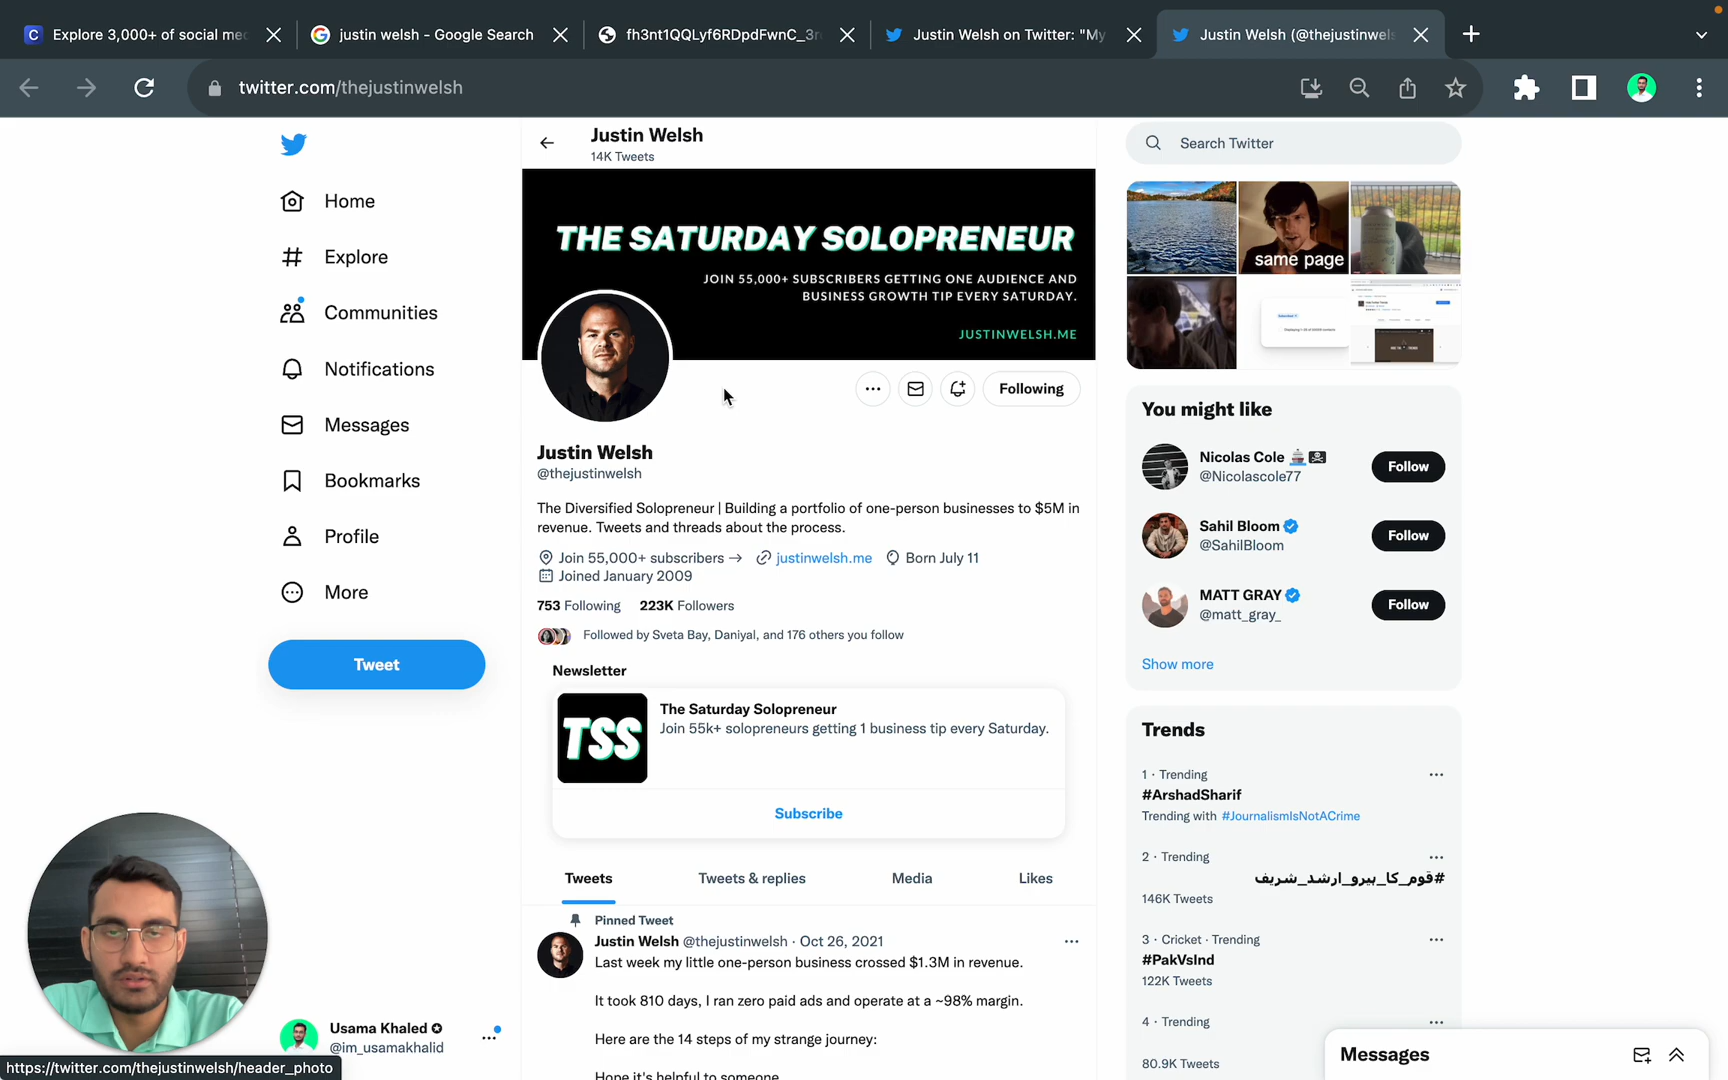 Explore 3,000+ of social me
justin welsh - Google Search
fh3nt1QQLyf6RDpdFwnC_3r
Justin Welsh on Twitter: "My
Justin Welsh (@thejustinwels
twitter.com/thejustinwelsh
Home
Explore
Communities
Notifications
Messages
Bookmarks
Profile
More
Tweet
Usama Khaled
@im_usamakhalid
https://twitter.com/thejustinwelsh/header_photo
Justin Welsh
14K Tweets
THE SATURDAY SOLOPRENEUR
JOIN 55,000+ SUBSCRIBERS GETTING ONE AUDIENCE AND
BUSINESS GROWTH TIP EVERY SATURDAY.
JUSTINWELSH.ME
Following
Justin Welsh
@thejustinwelsh
The Diversified Solopreneur | Building a portfolio of one-person businesses to $5M in
revenue. Tweets and threads about the process.
Join 55,000+ subscribers → justinwelsh.me Born July 11
Joined January 2009
753 Following 223K Followers
Followed by Sveta Bay, Daniyal, and 176 others you follow
Newsletter
TSS
The Saturday Solopreneur
Join 55k+ solopreneurs getting 1 business tip every Saturday.
Subscribe
Tweets Tweets & replies Media Likes
Pinned Tweet
Justin Welsh @thejustinwelsh · Oct 26, 2021
Last week my little one-person business crossed $1.3M in revenue.
It took 810 days, I ran zero paid ads and operate at a ~98% margin.
Here are the 14 steps of my strange journey:
Hope it's helpful to someone
Search Twitter
same page
You might like
Nicolas Cole
@Nicolascole77
Follow
Sahil Bloom
@SahilBloom
Follow
MATT GRAY
@matt_gray_
Follow
Show more
Trends
1 · Trending
#ArshadSharif
Trending with #JournalismIsNotACrime
2 · Trending
#قوم_کا_ہیرو_ارشد_شریف
146K Tweets
3 · Cricket · Trending
#PakVsInd
122K Tweets
4 · Trending
80.9K Tweets
Messages